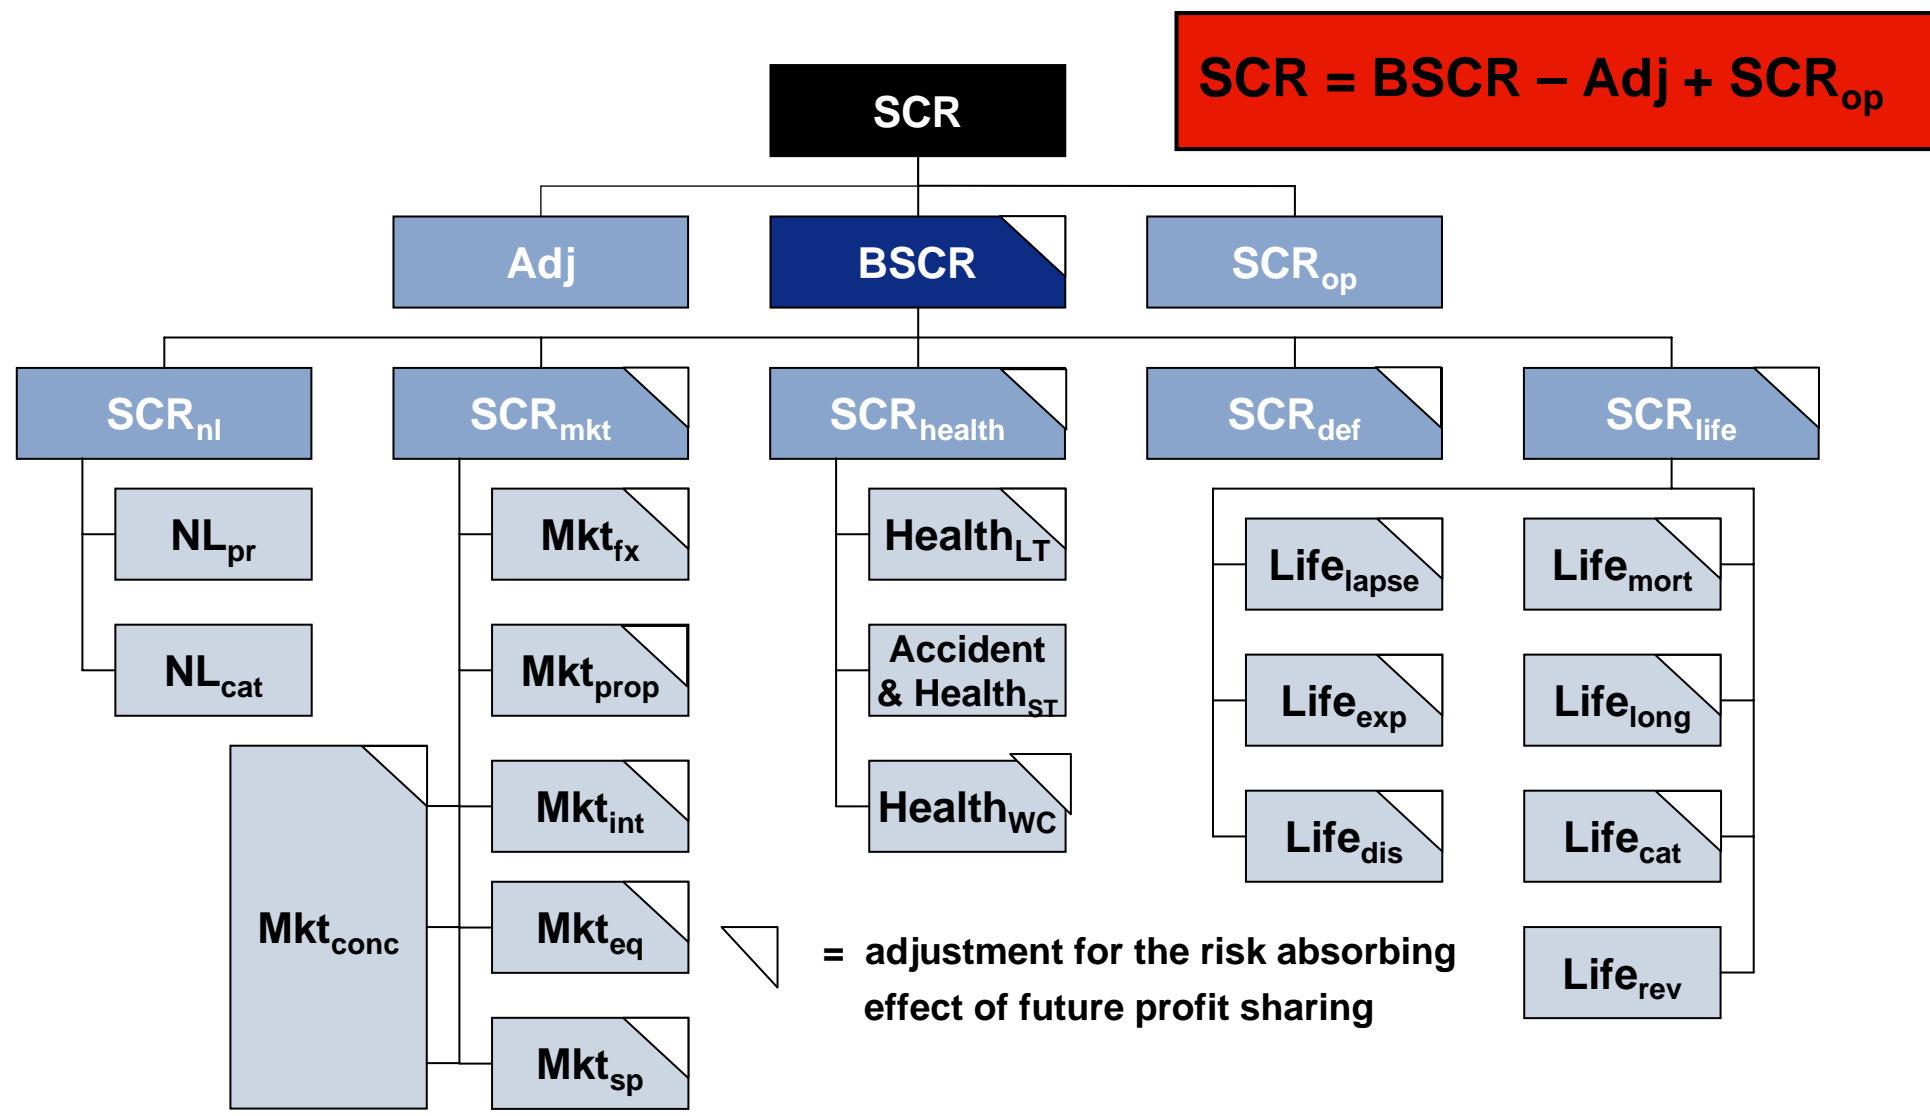 SCR = BSCR – Adj + SCRop
SCR
Adj
BSCR
SCRop
SCRnl
SCRmkt
SCRhealth
SCRdef
SCRlife
NLpr
Mktfx
HealthLT
Lifelapse
Lifemort
NLcat
Mktprop
Accident
& HealthST
Lifeexp
Lifelong
Mktconc
Mktint
HealthWC
Lifedis
Lifecat
Mkteq
= adjustment for the risk absorbing
effect of future profit sharing
Liferev
Mktsp